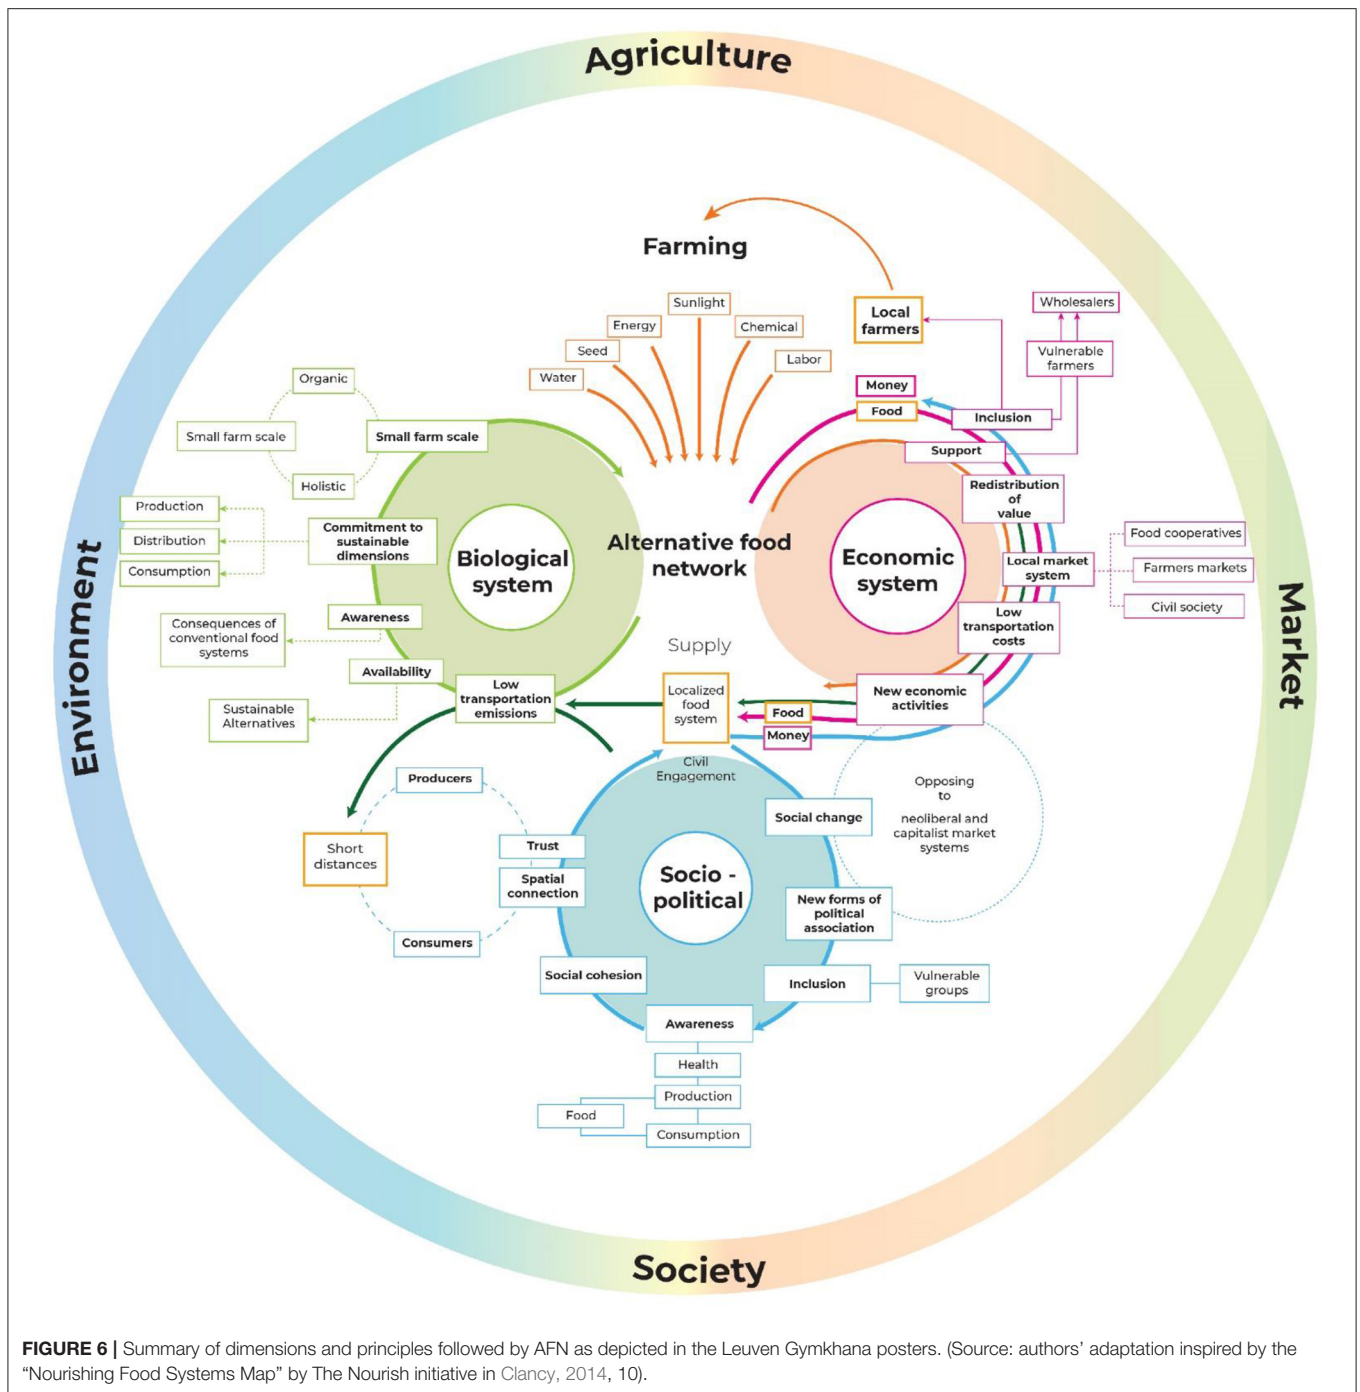 Agriculture
Environment
Market
Society
Farming
Sunlight
Energy
Chemical
Seed
Labor
Water
Local
farmers
Wholesalers
Vulnerable
farmers
Money
Food
Inclusion
Support
Redistribution
of
value
Local market
system
Low
transportation
costs
New economic
activities
Food cooperatives
Farmers markets
Civil society
Economic
system
Organic
Small farm scale
Small farm scale
Holistic
Production
Distribution
Consumption
Commitment to
sustainable
dimensions
Biological
system
Awareness
Consequences of
conventional food
systems
Availability
Sustainable
Alternatives
Low
transportation
emissions
Alternative food
network
Supply
Localized
food
system
Food
Money
Civil
Engagement
Producers
Short
distances
Consumers
Trust
Spatial
connection
Social cohesion
Socio -
political
Social change
Opposing
to
neoliberal and
capitalist market
systems
New forms of
political
association
Inclusion
Vulnerable
groups
Awareness
Health
Production
Food
Consumption
FIGURE 6 | Summary of dimensions and principles followed by AFN as depicted in the Leuven Gymkhana posters. (Source: authors’ adaptation inspired by the
“Nourishing Food Systems Map” by The Nourish initiative in Clancy, 2014, 10).